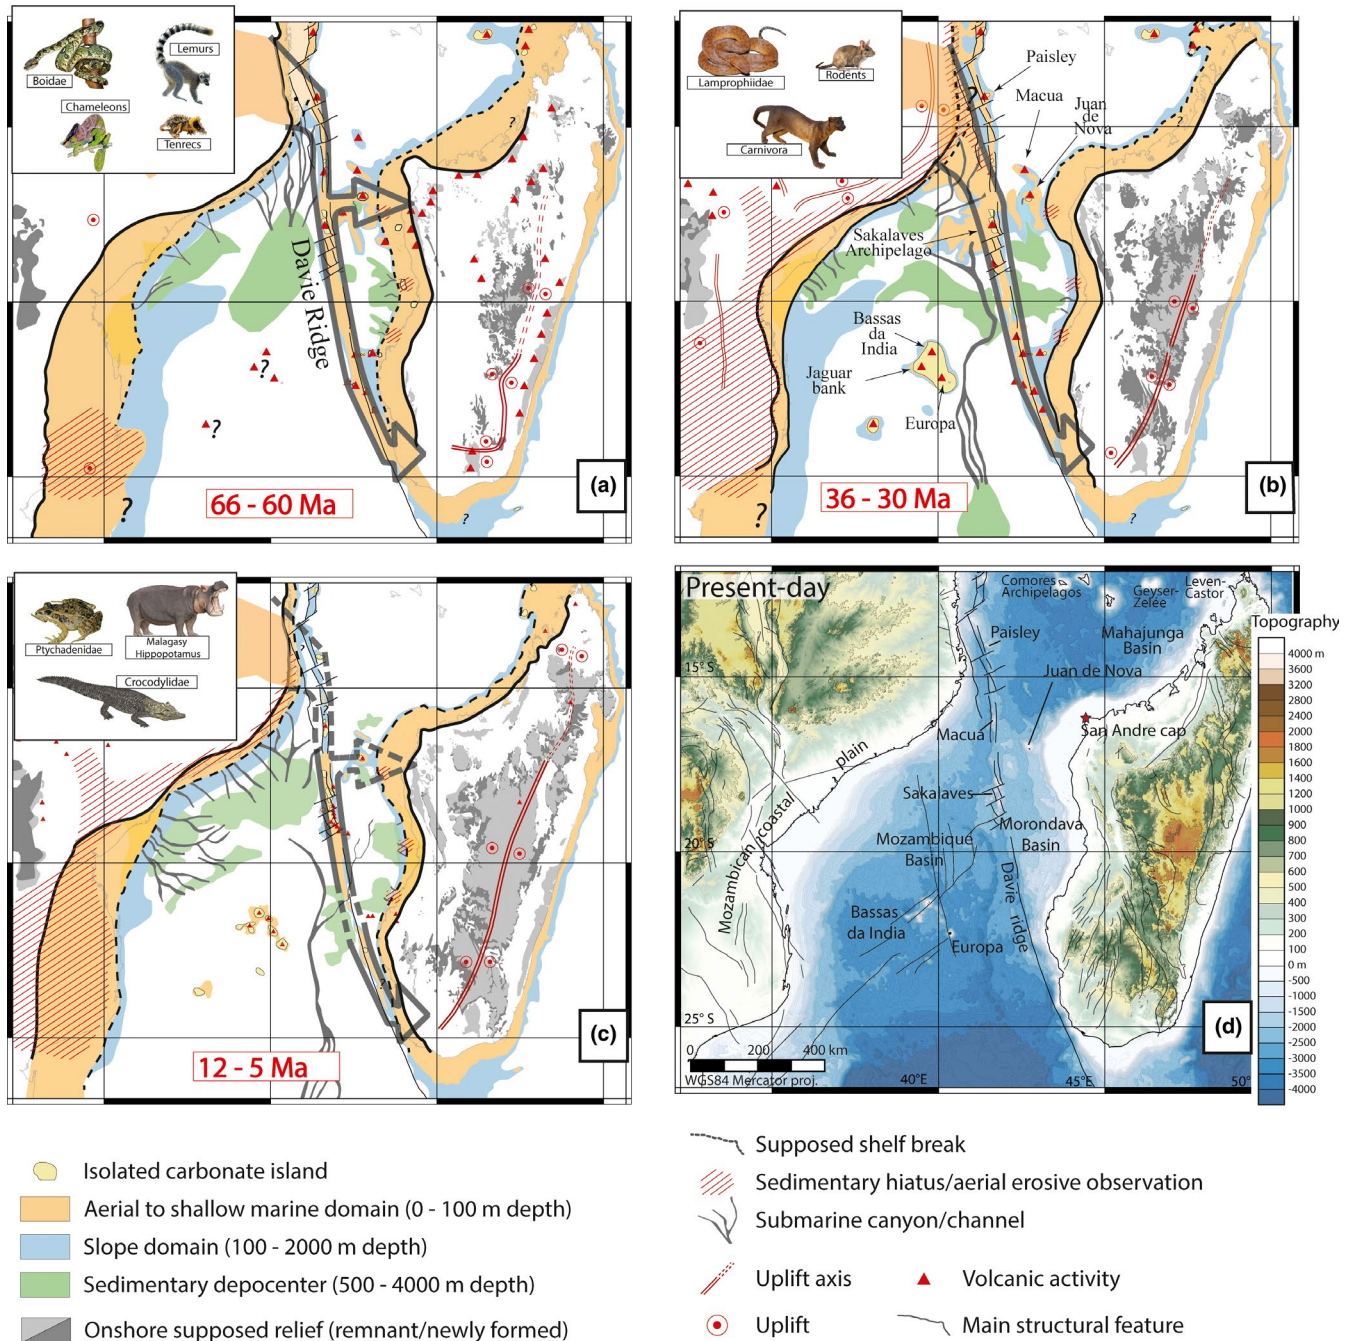 Boidae
Lemurs
Chameleons
Tenrecs
?
Davie Ridge
?
?
?
?
66 - 60 Ma
(a)
Lamprophiidae
Rodents
Carnivora
Paisley
Macua
Juan
de
Nova
?
?
Sakalaves
Archipelago
Bassas
da
India
Jaguar
bank
Europa
?
?
36 - 30 Ma
(b)
Ptychadenidae
Malagasy
Hippopotamus
Crocodylidae
12 - 5 Ma
(c)
Present-day
Comores
Archipelagos
Geyser-
Zelée
Leven-
Castor
Topography
Paisley
Mahajunga
Basin
15° S
Juan de Nova
Macua
San Andre cap
Mozambican coastal plain
Sakalaves
20° S
Mozambique
Basin
Morondava
Basin
Davie ridge
Bassas
da India
Europa
25° S
(d)
0 200 400 km
WGS84 Mercator proj.
40°E
45°E
50°
4000 m
3600
3200
2800
2400
2000
1800
1600
1400
1200
1000
900
800
700
600
500
400
300
200
100
0 m
-500
-1000
-1500
-2000
-2500
-3000
-3500
-4000
Isolated carbonate island
Aerial to shallow marine domain (0 - 100 m depth)
Slope domain (100 - 2000 m depth)
Sedimentary depocenter (500 - 4000 m depth)
Onshore supposed relief (remnant/newly formed)
Supposed shelf break
Sedimentary hiatus/aerial erosive observation
Submarine canyon/channel
Uplift axis
Volcanic activity
Uplift
Main structural feature